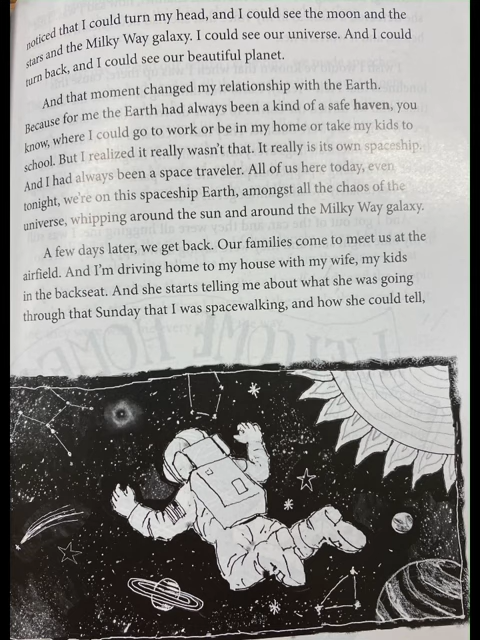 noticed that I could turn my head, and I could see the moon and the
stars and the Milky Way galaxy. I could see our universe. And I could
turn back, and I could see our beautiful planet.
And that moment changed my relationship with the Earth.
Because for me the Earth had always been a kind of a safe haven, you
know, where I could go to work or be in my home or take my kids to
school. But I realized it really wasn't that. It really is its own spaceship.
And I had always been a space traveler. All of us here today, even
tonight, we're on this spaceship Earth, amongst all the chaos of the
universe, whipping around the sun and around the Milky Way galaxy.
A few days later, we get back. Our families come to meet us at the
airfield. And I'm driving home to my house with my wife, my kids
in the backseat. And she starts telling me about what she was going
through that Sunday that I was spacewalking, and how she could tell,
WELCOME HOME